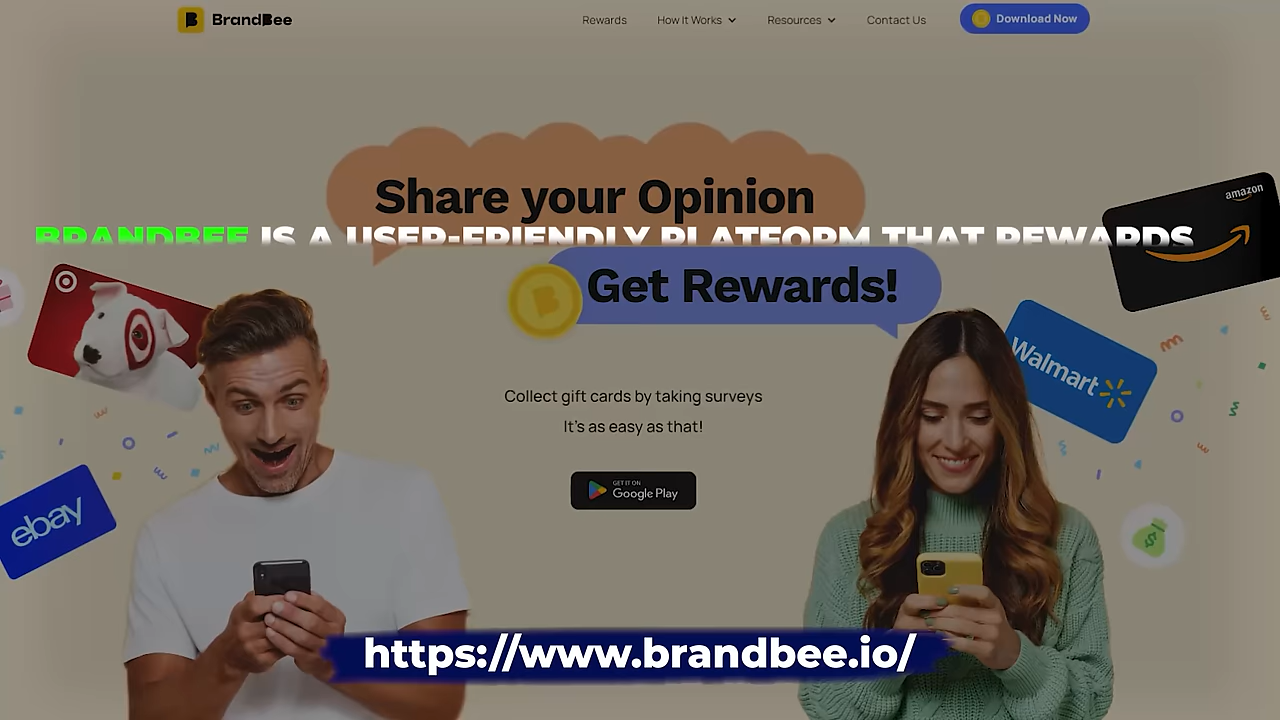 BrandBee
Rewards
How It Works
Resources
Contact Us
Download Now
Share your Opinion
BRANDBEE IS A USER-FRIENDLY PLATFORM THAT REWARDS
Get Rewards!
amazon
Walmart
ebay
Collect gift cards by taking surveys
It's as easy as that!
GET IT ON
Google Play
https://www.brandbee.io/